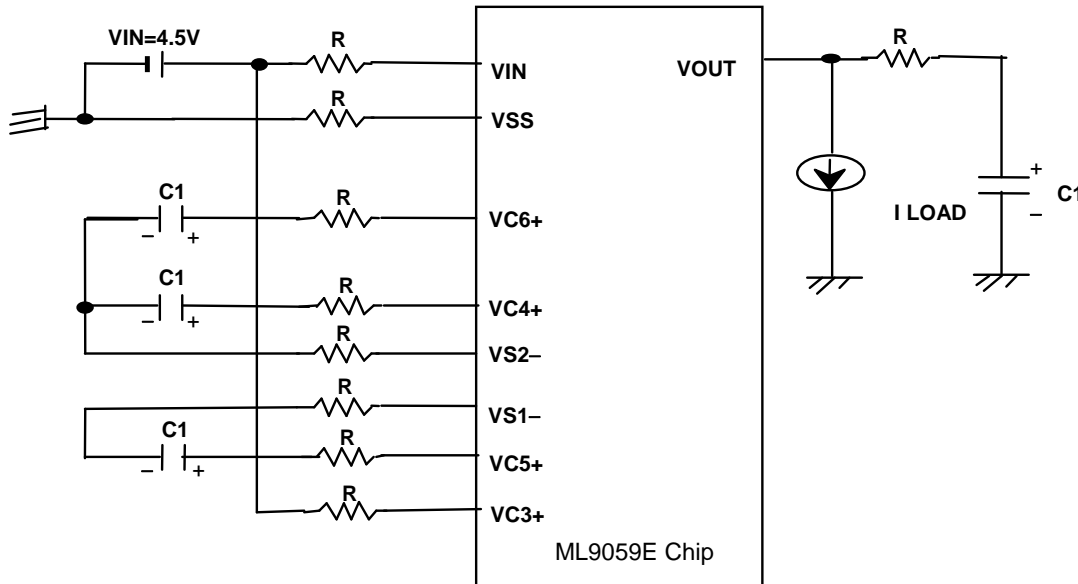 VIN=4.5V
R
VIN
VOUT
R
R
VSS
C1
R
VC6+
– +
I LOAD
+
C1
–
C1
R
VC4+
– +
R
VS2–
R
VS1–
C1
R
VC5+
– +
R
VC3+
ML9059E Chip